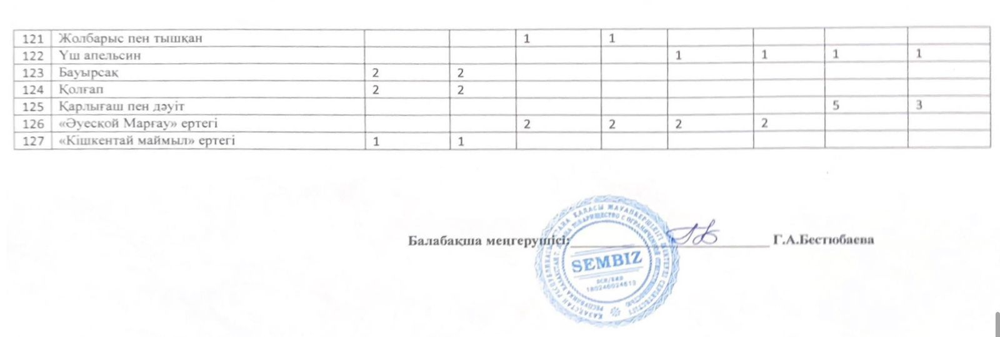 121 Жолбарыс пен тышқан 1 1
122 Үш апельсин 1 1 1 1
123 Бауырсақ 2 2
124 Қолғап 2 2
125 Қарлығаш пен дәуіт 5 3
126 «Әуеской Марғау» ертегі 2 2 2 2
127 «Кішкентай маймыл» ертегі 1 1
Балабақша меңгерушісі: Г.А.Бестюбаева
SEMBIZ